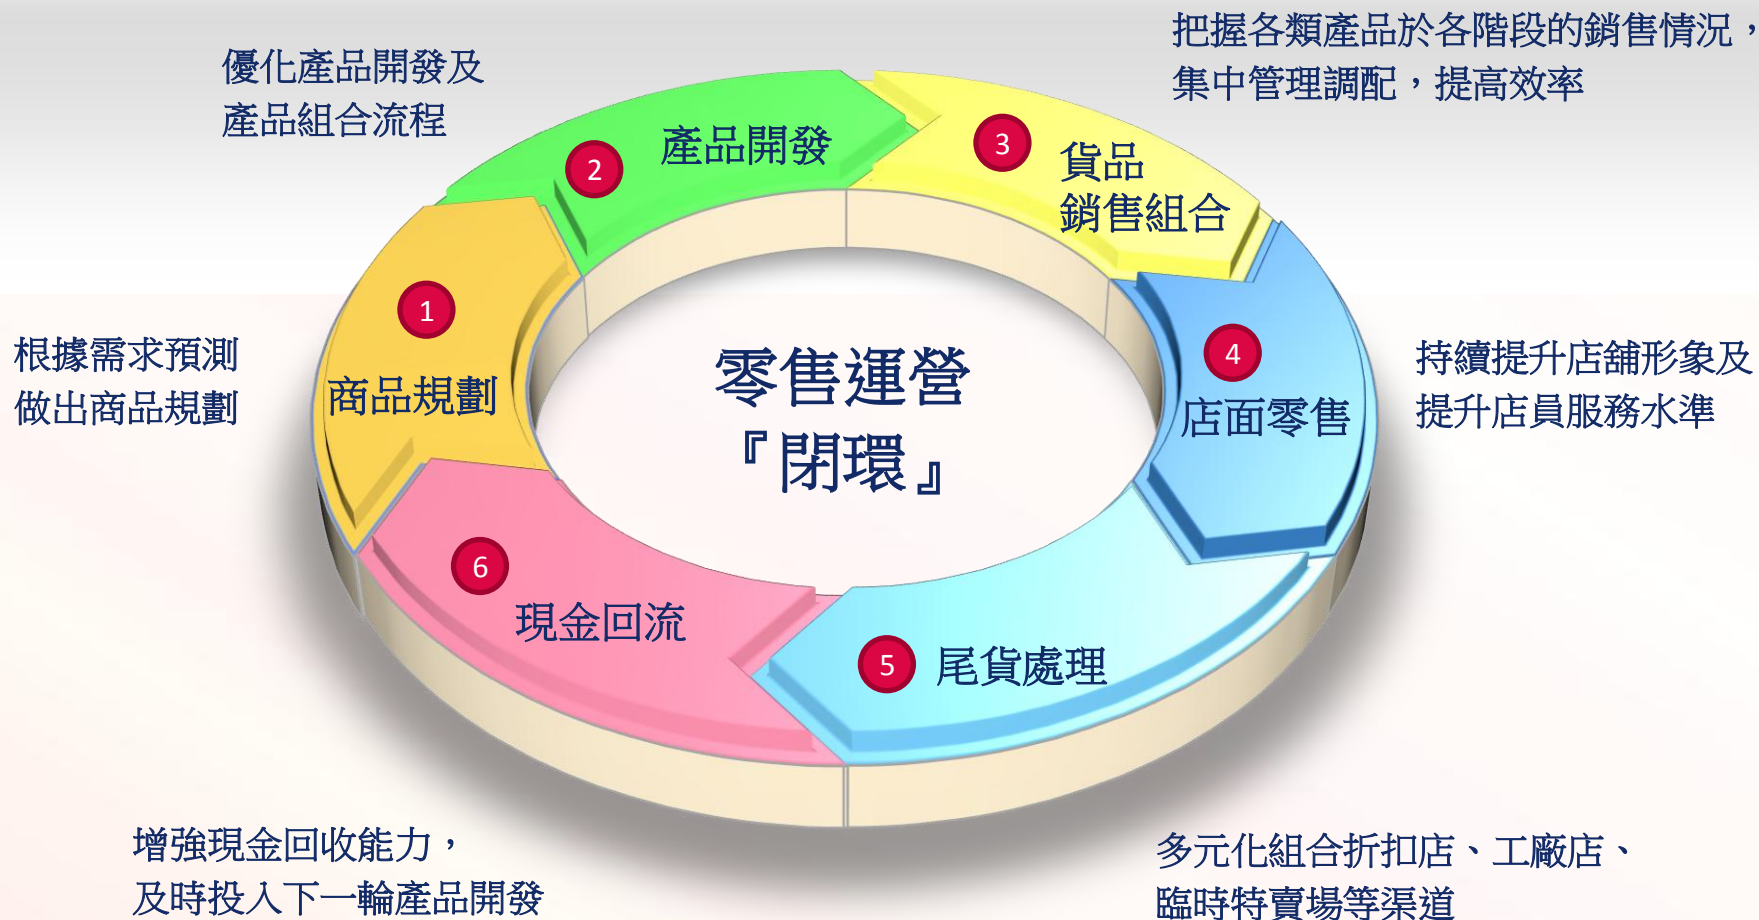 把握各類產品於各階段的銷售情況，
集中管理調配，提高效率
優化產品開發及
產品組合流程
2
產品開發
3
貨品
銷售組合
1
商品規劃
根據需求預測
做出商品規劃
零售運營
『閉環』
4
店面零售
持續提升店舖形象及
提升店員服務水準
6
現金回流
5
尾貨處理
增強現金回收能力，
及時投入下一輪產品開發
多元化組合折扣店、工廠店、
臨時特賣場等渠道